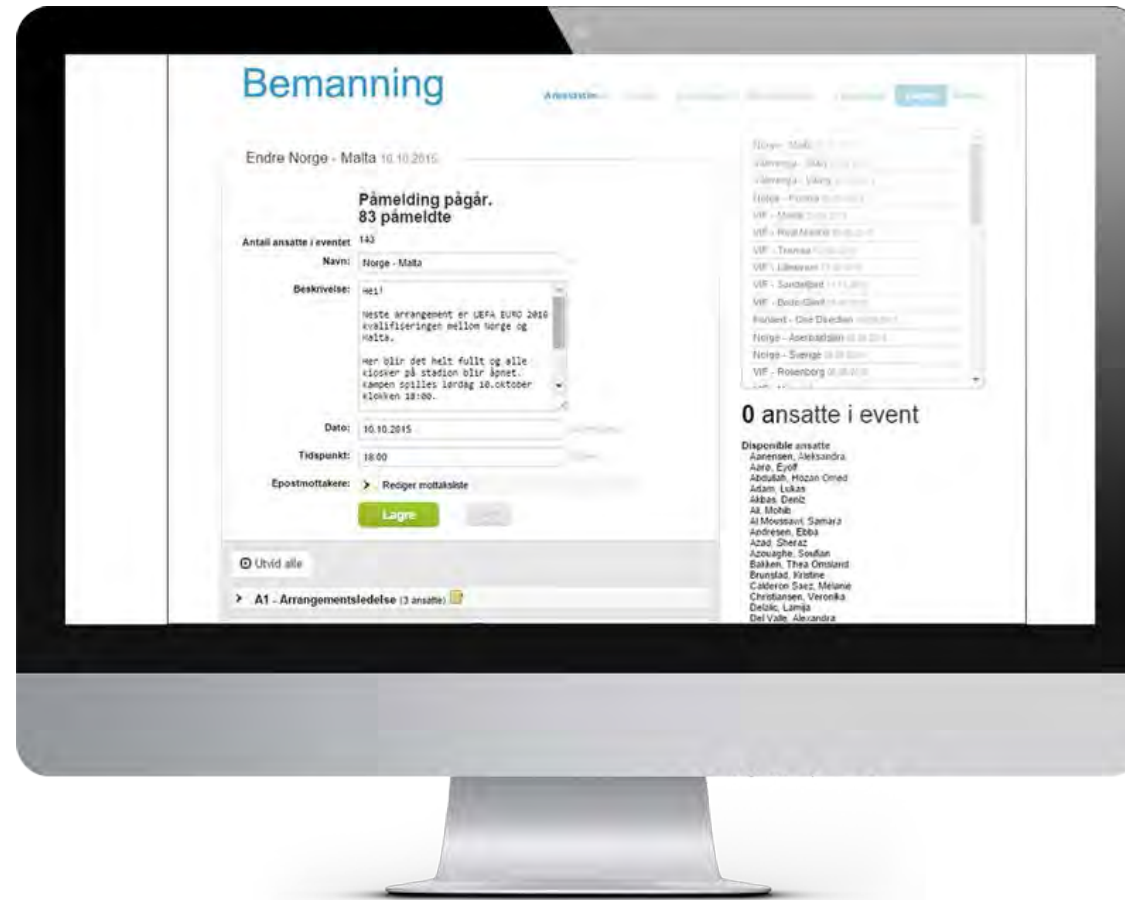 Bemanning
Endre Norge - Malta 10.10.2015
Påmelding pågår.
83 påmeldte
Antall ansatte i eventet 143
Navn: Norge - Malta
Beskrivelse: Hei!
Neste arrangement er UEFA EURO 2016
kvalifiseringen mellom Norge og
Malta.
Her blir det helt fullt og alle
kiosker på stadion blir åpnet.
Kampen spilles lørdag 10.oktober
klokken 18:00.
Dato: 10.10.2015
Tidspunkt: 18:00
Epostmottakere: > Rediger mottaksliste
Lagre
Utvid alle
> A1 - Arrangementsledelse (3 ansatte)
Norge - Malta
Vålerenga - Viking
VIF - Molde
VIF - Real Madrid
VIF - Tromsø
VIF - Lillestrøm
VIF - Sandefjord
VIF - Bodø/Glimt
Konsert - One Direction
Norge - Aserbadsjan
Norge - Sverige
VIF - Rosenborg
0 ansatte i event
Disponible ansatte
Aanensen, Aleksandra
Aarø, Eyolf
Abdullah, Hozan Omed
Adam, Lukas
Akbas, Deniz
Ali, Mohib
Al Moussawi, Samara
Andresen, Ebba
Azad, Sheraz
Azouaghe, Soufian
Bakken, Thea Omsland
Brunstad, Kristine
Calderon Saez, Melanie
Christiansen, Veronika
Delalic, Lamija
Del Valle, Alexandra